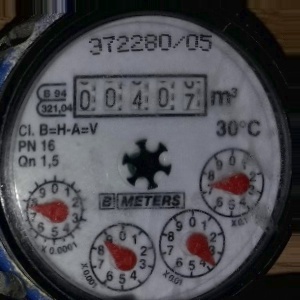 372280/05
B 94
321,04
00407 m³
Cl. B=H-A=V
PN 16
Qn 1,5
30°C
B METERS
X 0.0001
X 0.001
X 0.01
X 0.1